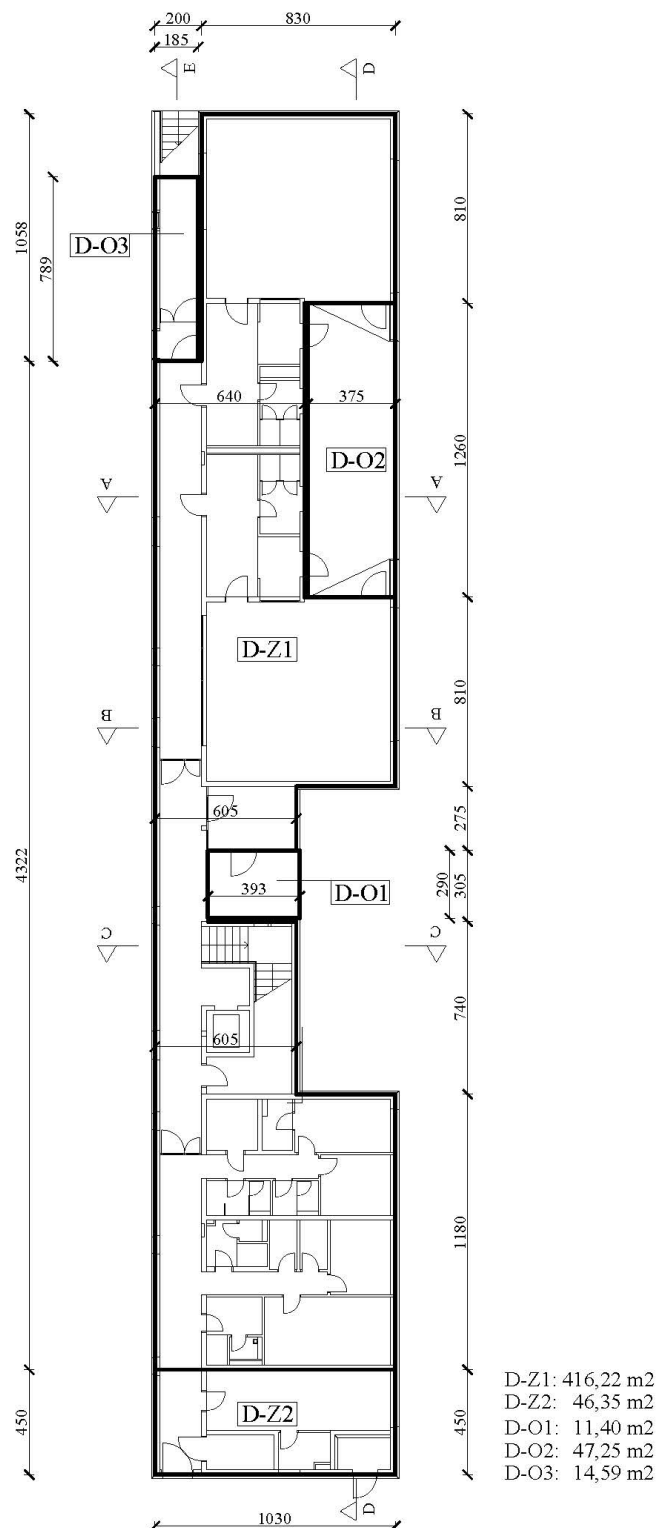 200
830
185
E
D
1058
789
810
D-O3
640
375
1260
D-O2
A
A
D-Z1
810
B
B
605
275
4322
393
D-O1
290
305
C
C
605
740
1180
D-Z2
450
450
D-Z1: 416,22 m2
D-Z2: 46,35 m2
D-O1: 11,40 m2
D-O2: 47,25 m2
D-O3: 14,59 m2
D
1030